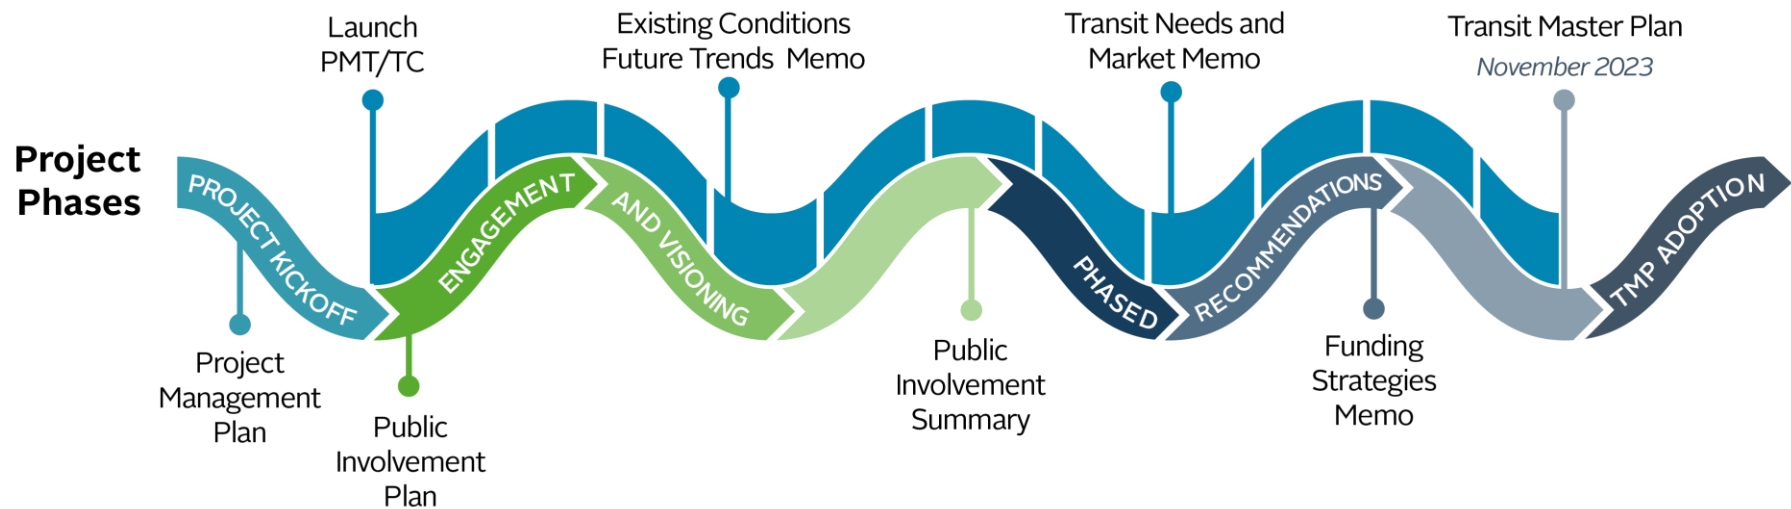 Launch
PMT/TC
Existing Conditions
Future Trends Memo
Transit Needs and
Market Memo
Transit Master Plan
November 2023
Project
Phases
PROJECT KICKOFF
ENGAGEMENT
AND VISIONING
PHASED
RECOMMENDATIONS
TMP ADOPTION
Project
Management
Plan
Public
Involvement
Plan
Public
Involvement
Summary
Funding
Strategies
Memo